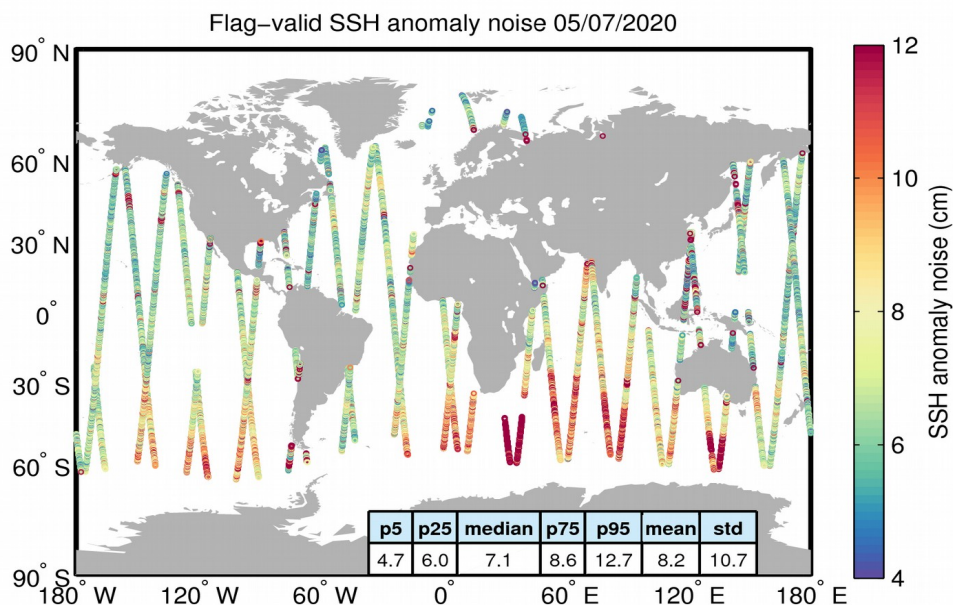 Flag−valid SSH anomaly noise 05/07/2020
90° N
60° N
30° N
0°
30° S
60° S
90° S
180° W
120° W
60° W
0°
60° E
120° E
180° E
12
10
8
6
4
SSH anomaly noise (cm)
p5 p25 median p75 p95 mean std
4.7 6.0 7.1 8.6 12.7 8.2 10.7